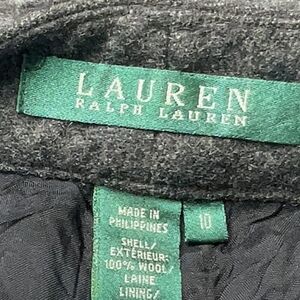 LAUREN
RALPH LAUREN
MADE IN
PHILIPPINES
10
SHELL/
EXTÉRIEUR:
100% WOOL/
LAINE
LINING/